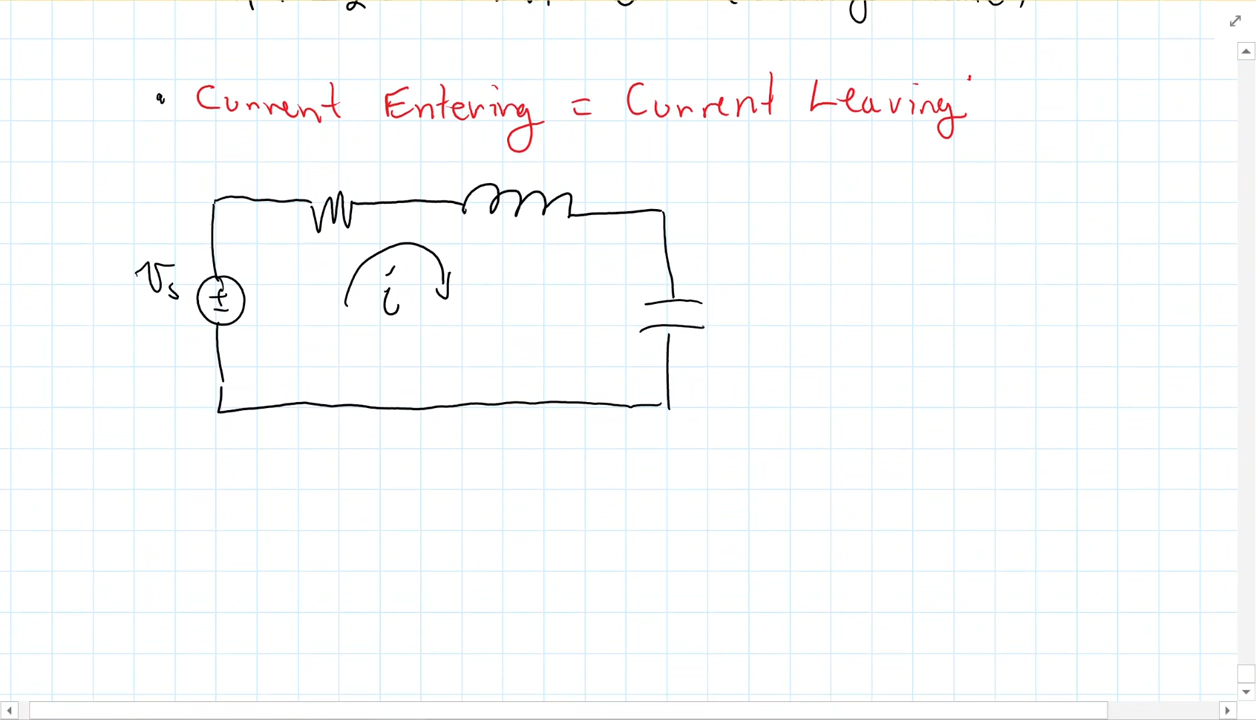 • Current Entering = Current Leaving
Vs
+
-
i